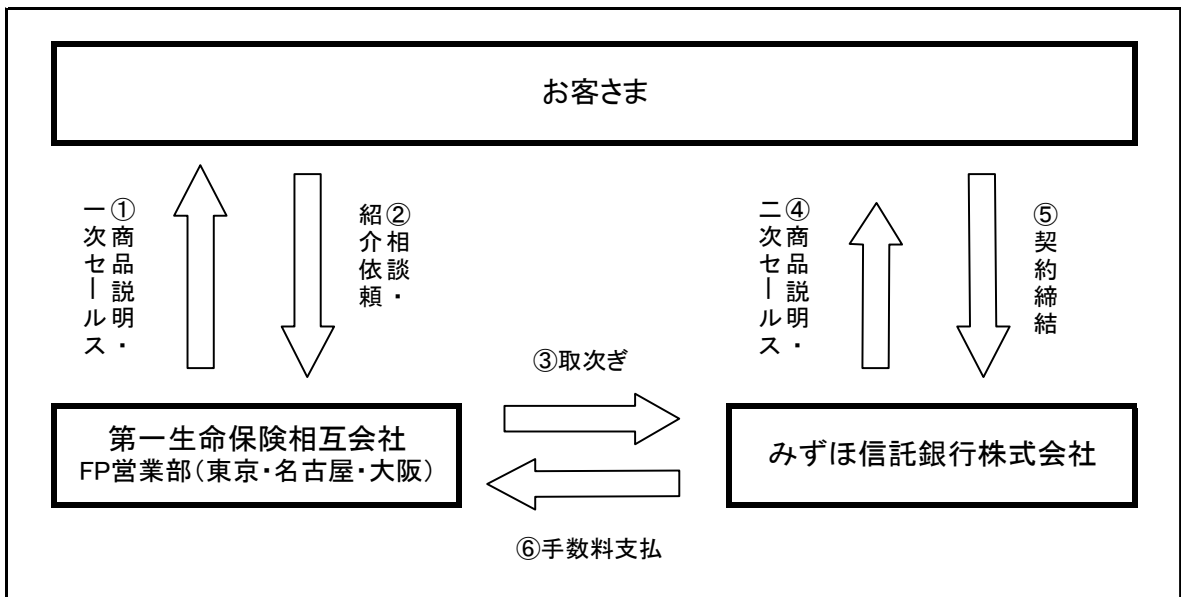 お客さま
①商品説明・
一次セールス
②相談・
紹介依頼
④商品説明・
二次セールス
⑤契約締結
③取次ぎ
第一生命保険相互会社
FP営業部（東京・名古屋・大阪）
みずほ信託銀行株式会社
⑥手数料支払